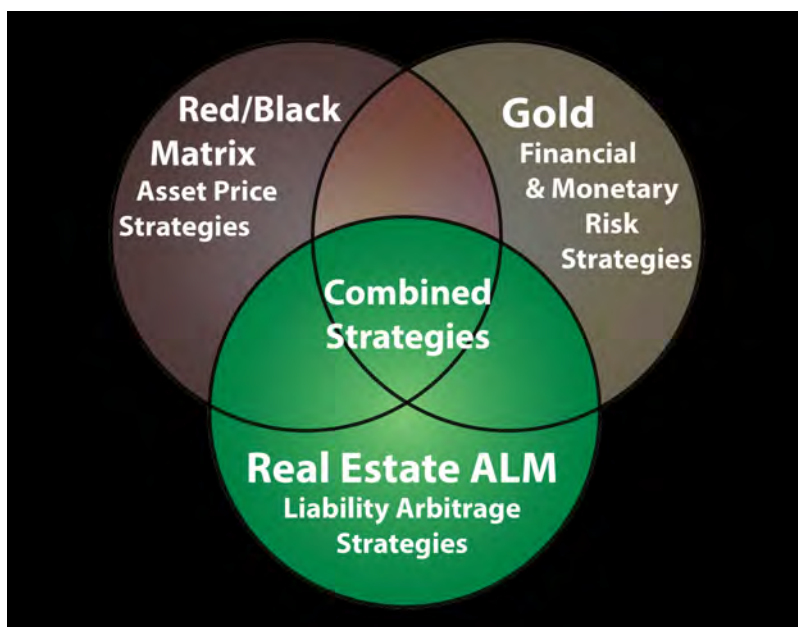 Red/Black
Matrix
Asset Price
Strategies
Gold
Financial
& Monetary
Risk
Strategies
Combined
Strategies
Real Estate ALM
Liability Arbitrage
Strategies